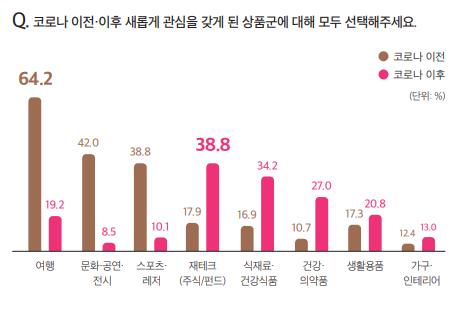 Q. 코로나 이전·이후 새롭게 관심을 갖게 된 상품군에 대해 모두 선택해주세요.
코로나 이전
코로나 이후
(단위: %)
64.2
19.2
42.0
8.5
38.8
10.1
17.9
38.8
16.9
34.2
10.7
27.0
17.3
20.8
12.4
13.0
여행
문화·공연·
전시
스포츠·
레저
재테크
(주식/펀드)
식재료·
건강식품
건강·
의약품
생활용품
가구·
인테리어